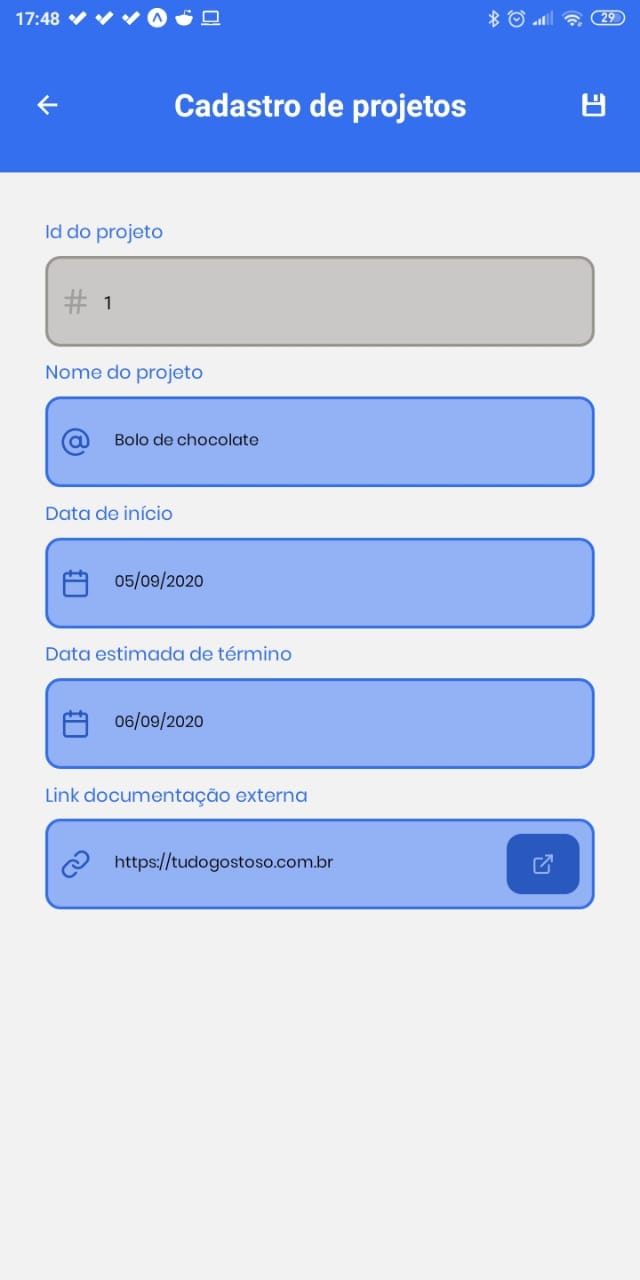 17:48
29
Cadastro de projetos
Id do projeto
# 1
Nome do projeto
@ Bolo de chocolate
Data de início
05/09/2020
Data estimada de término
06/09/2020
Link documentação externa
https://tudogostoso.com.br